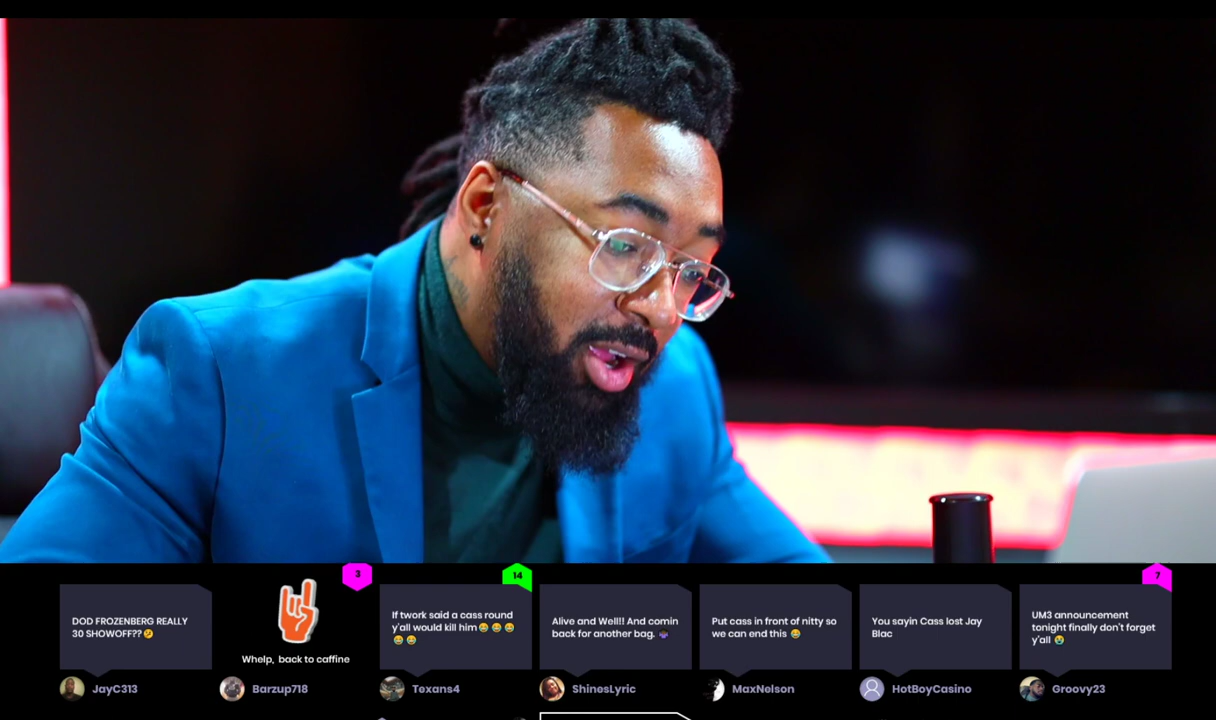 3
14
7
DOD FROZENBERG REALLY
30 SHOWOFF??🫤
Whelp, back to caffine
If twork said a cass round
y'all would kill him😂 😂 😂
😂 😂
Alive and Well!! And comin
back for another bag.
Put cass in front of nitty so
we can end this 😂
You sayin Cass lost Jay
Blac
UM3 announcement
tonight finally don't forget
y'all 😭
JayC313
Barzup718
Texans4
ShinesLyric
MaxNelson
HotBoyCasino
Groovy23